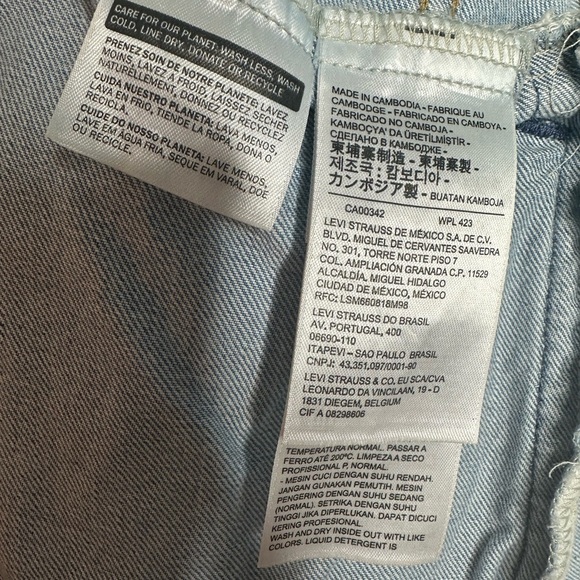 CARE FOR OUR PLANET: WASH LESS, WASH
COLD, LINE DRY, DONATE OR RECYCLE
PRENEZ SOIN DE NOTRE PLANÈTE: LAVEZ
MOINS, LAVEZ À FROID, LAISSEZ SÉCHER
NATURELLEMENT, DONNEZ OU RECYCLEZ
CUIDA NUESTRO PLANETA: LAVA MENOS,
LAVA EN FRIO, TIENDE LA ROPA, DONA O
RECICLA
CUIDE DO NOSSO PLANETA: LAVE MENOS,
LAVE EM ÁGUA FRIA, SEQUE EM VARAL, DOE
OU RECICLE.
MADE IN CAMBODIA - FABRIQUE AU
CAMBODGE - FABRICADO EN CAMBOYA -
FABRICADO NO CAMBOJA -
KAMBOÇYA' DA ÜRETİLMİŞTİR -
СДЕЛАНО В КАМБОДЖЕ -
柬埔寨制造 - 柬埔寨製 -
제조국 : 캄보디아 -
カンボジア製 - BUATAN KAMBOJA
CA00342 WPL 423
LEVI STRAUSS DE MÉXICO S.A. DE C.V.
BLVD. MIGUEL DE CERVANTES SAAVEDRA
NO. 301, TORRE NORTE PISO 7
COL. AMPLIACIÓN GRANADA C.P. 11529
ALCALDÍA. MIGUEL HIDALGO
CIUDAD DE MÉXICO, MÉXICO
RFC: LSM660818M98
LEVI STRAUSS DO BRASIL
AV. PORTUGAL, 400
06690-110
ITAPEVI – SAO PAULO BRASIL
CNPJ: 43,351,097/0001-90
LEVI STRAUSS & CO. EU SCA/CVA
LEONARDO DA VINCILAAN, 19 - D
1831 DIEGEM, BELGIUM
CIF A 08298606
TEMPERATURA NORMAL. PASSAR A
FERRO ATÉ 200°C. LIMPEZA A SECO
PROFISSIONAL P, NORMAL.
- MESIN CUCI DENGAN SUHU RENDAH.
JANGAN GUNAKAN PEMUTIH. MESIN
PENGERING DENGAN SUHU SEDANG
(NORMAL). SETRIKA DENGAN SUHU
TINGGI JIKA DIPERLUKAN. DAPAT DICUCI
KERING PROFESIONAL.
WASH AND DRY INSIDE OUT WITH LIKE
COLORS. LIQUID DETERGENT IS